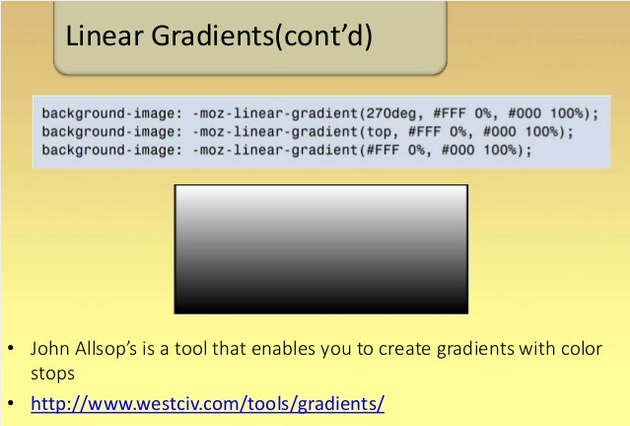 Linear Gradients(cont’d)
background-image: -moz-linear-gradient(270deg, #FFF 0%, #000 100%);
background-image: -moz-linear-gradient(top, #FFF 0%, #000 100%);
background-image: -moz-linear-gradient(#FFF 0%, #000 100%);
• John Allsop’s is a tool that enables you to create gradients with color
stops
• http://www.westciv.com/tools/gradients/